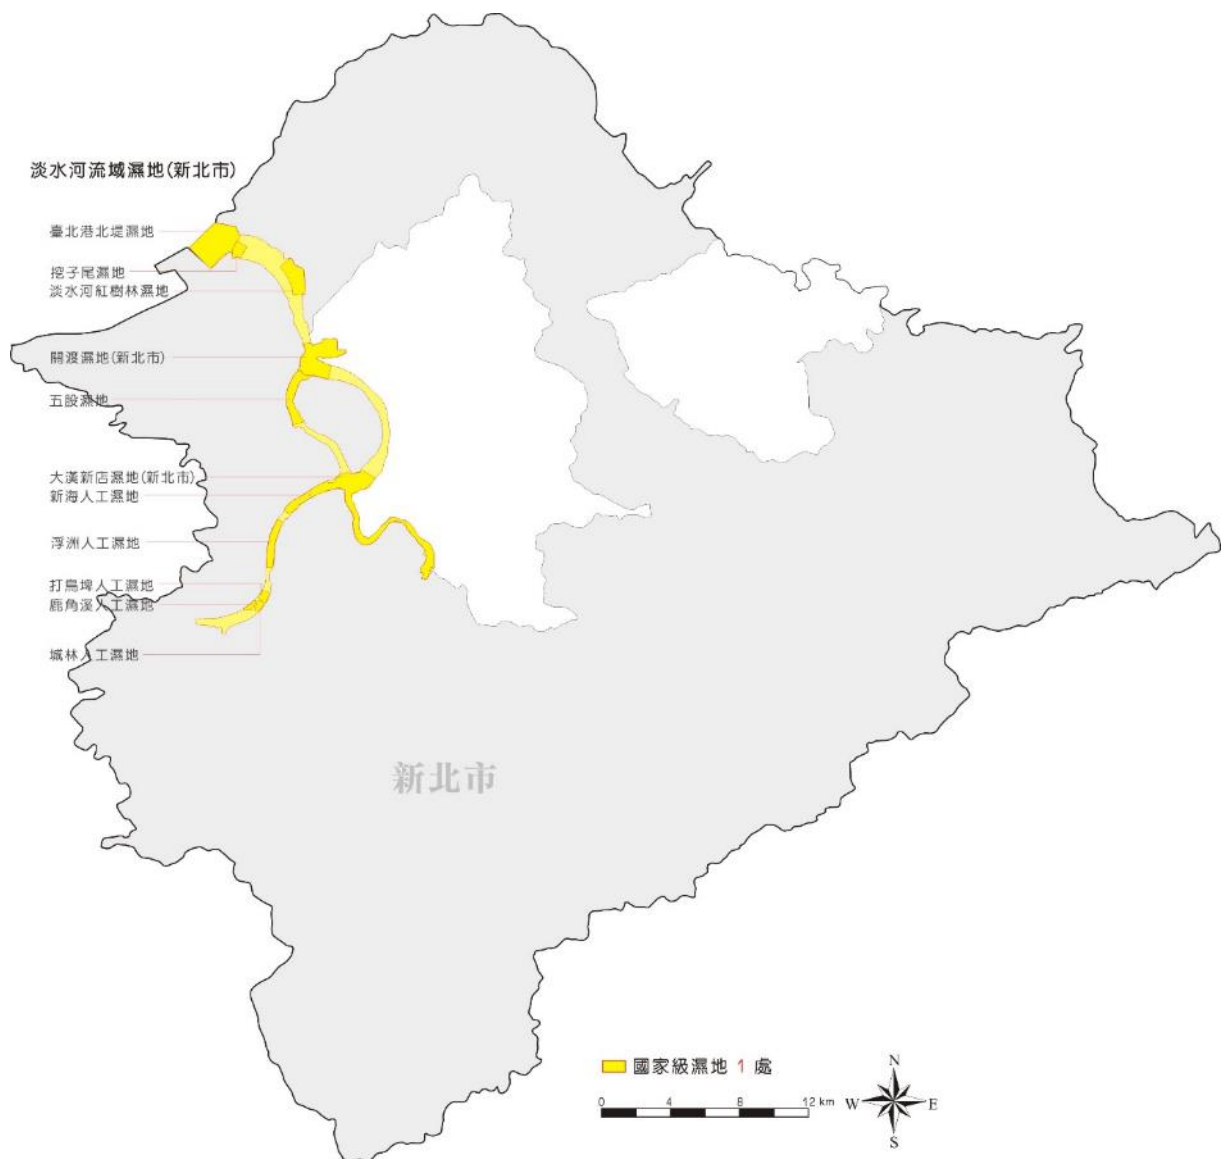 淡水河流域濕地(新北市)
臺北港北堤濕地
挖子尾濕地
淡水河紅樹林濕地
關渡濕地(新北市)
五股濕地
大漢新店濕地(新北市)
新海人工濕地
浮洲人工濕地
打鳥埤人工濕地
鹿角溪人工濕地
城林人工濕地
新北市
國家級濕地 1 處
0 4 8 12 km
N
W E
S